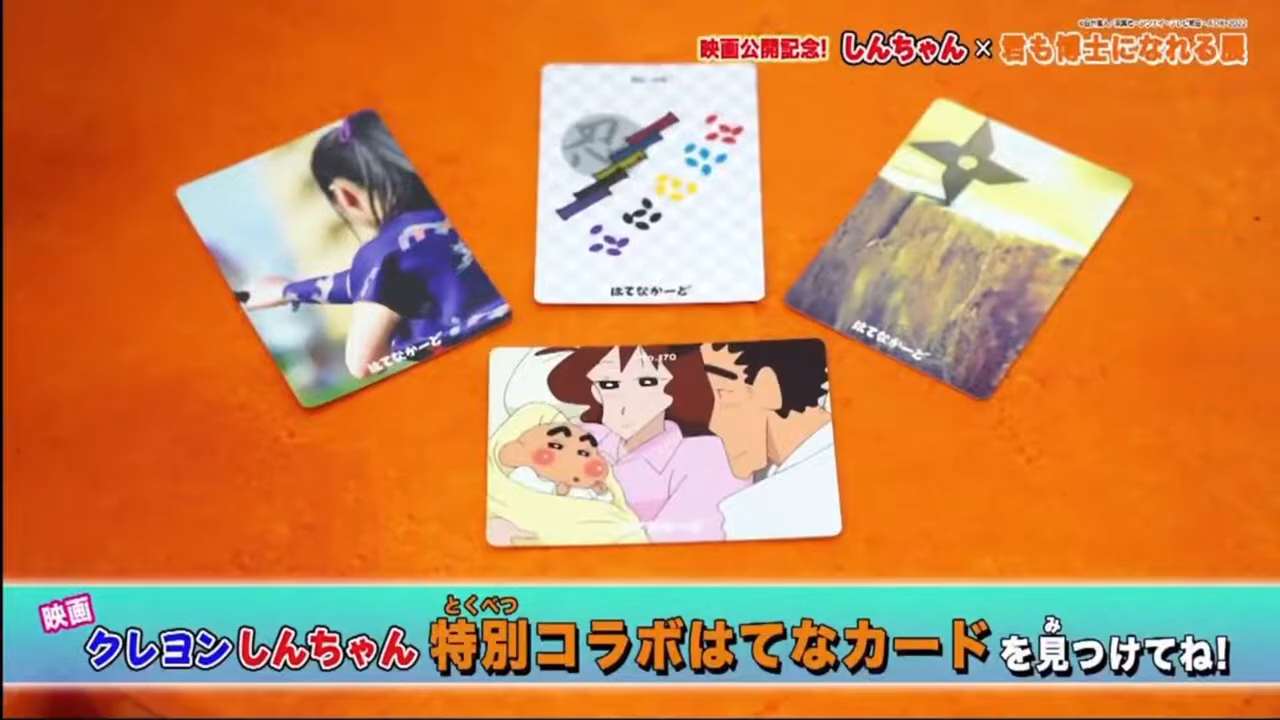 映画公開記念! しんちゃん × 君も博士になれる展
はてなかーど
はてなかーど
はてなかーど
No.170
とくべつ
映画
クレヨンしんちゃん 特別コラボはてなカード を見つけてね!
み